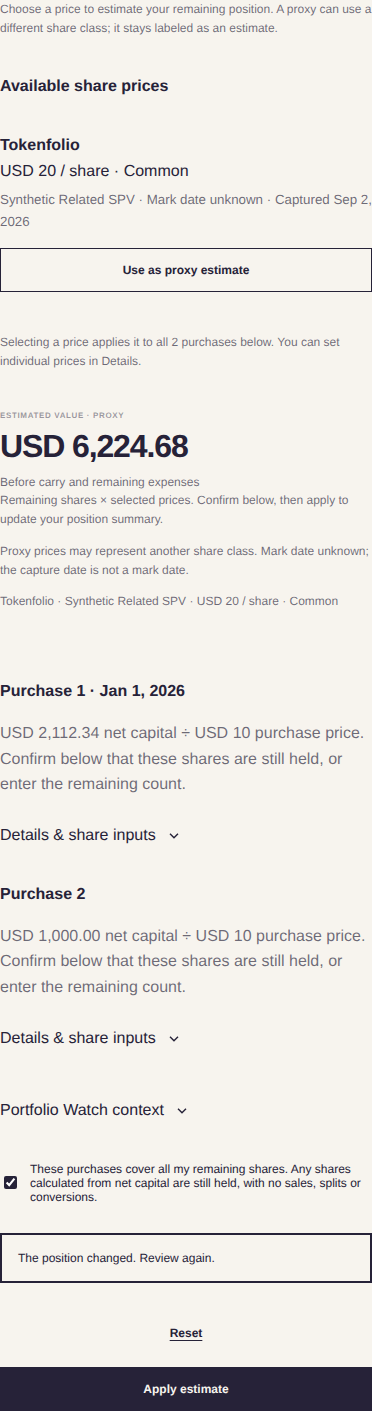 Choose a price to estimate your remaining position. A proxy can use a
different share class; it stays labeled as an estimate.
Available share prices
Tokenfolio
USD 20 / share · Common
Synthetic Related SPV · Mark date unknown · Captured Sep 2,
2026
Use as proxy estimate
Selecting a price applies it to all 2 purchases below. You can set
individual prices in Details.
ESTIMATED VALUE · PROXY
USD 6,224.68
Before carry and remaining expenses
Remaining shares × selected prices. Confirm below, then apply to
update your position summary.
Proxy prices may represent another share class. Mark date unknown;
the capture date is not a mark date.
Tokenfolio · Synthetic Related SPV · USD 20 / share · Common
Purchase 1 · Jan 1, 2026
USD 2,112.34 net capital ÷ USD 10 purchase price.
Confirm below that these shares are still held, or
enter the remaining count.
Details & share inputs
Purchase 2
USD 1,000.00 net capital ÷ USD 10 purchase price.
Confirm below that these shares are still held, or
enter the remaining count.
Details & share inputs
Portfolio Watch context
These purchases cover all my remaining shares. Any shares
calculated from net capital are still held, with no sales, splits or
conversions.
The position changed. Review again.
Reset
Apply estimate